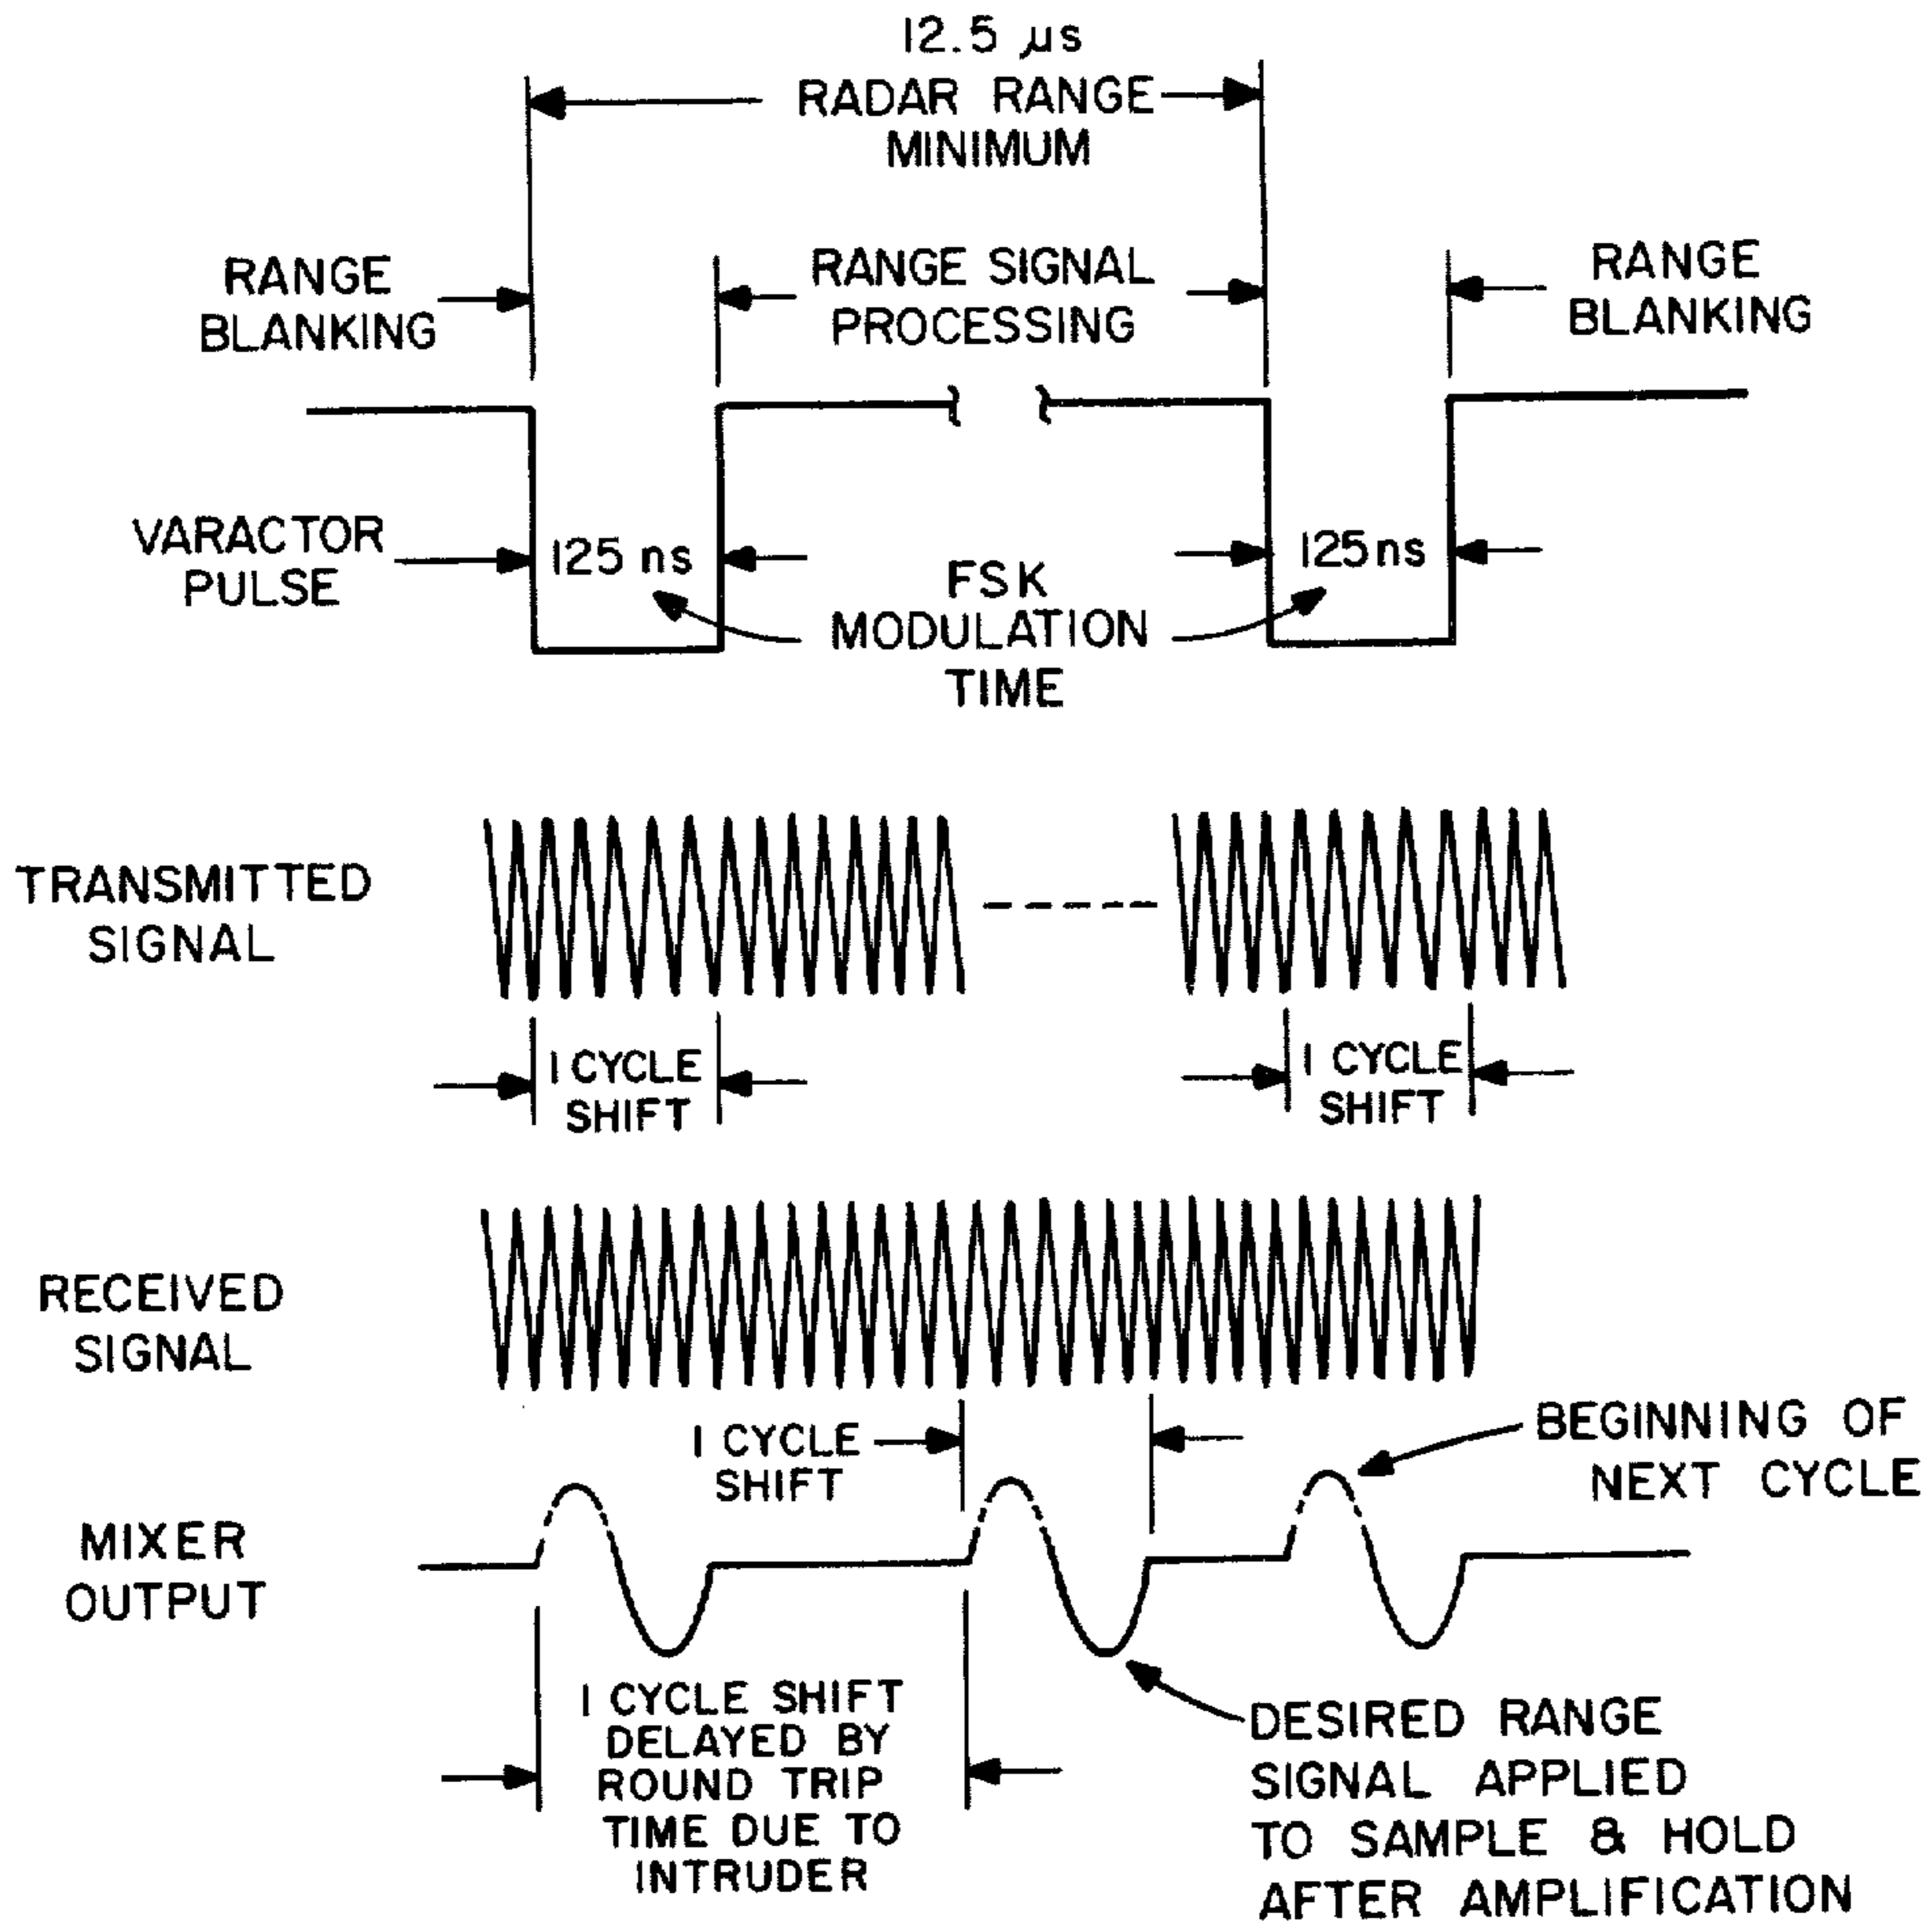 12.5 µs
RADAR RANGE
MINIMUM
RANGE
BLANKING
RANGE SIGNAL
PROCESSING
RANGE
BLANKING
VARACTOR
PULSE
125 ns
FSK
MODULATION
TIME
125 ns
TRANSMITTED
SIGNAL
1 CYCLE
SHIFT
1 CYCLE
SHIFT
RECEIVED
SIGNAL
1 CYCLE
SHIFT
BEGINNING OF
NEXT CYCLE
MIXER
OUTPUT
1 CYCLE SHIFT
DELAYED BY
ROUND TRIP
TIME DUE TO
INTRUDER
DESIRED RANGE
SIGNAL APPLIED
TO SAMPLE & HOLD
AFTER AMPLIFICATION